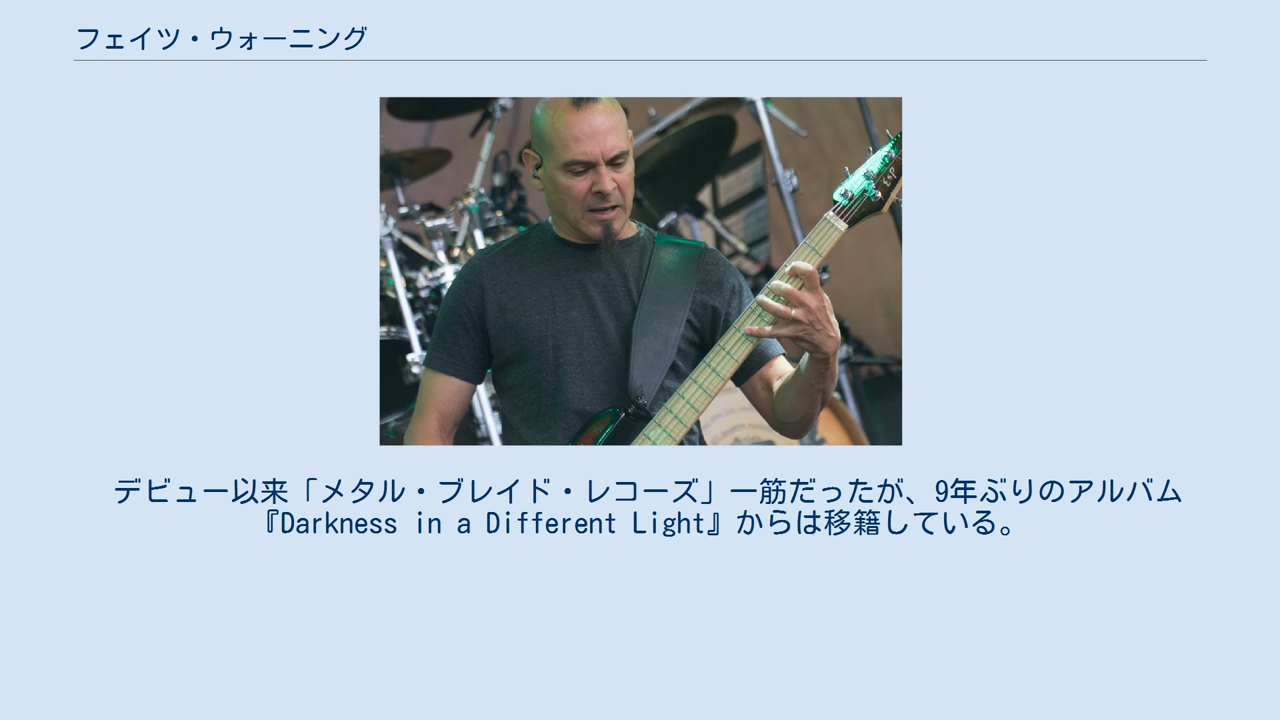 フェイツ・ウォーニング
ESP
デビュー以来「メタル・ブレイド・レコーズ」一筋だったが、9年ぶりのアルバム
『Darkness in a Different Light』からは移籍している。